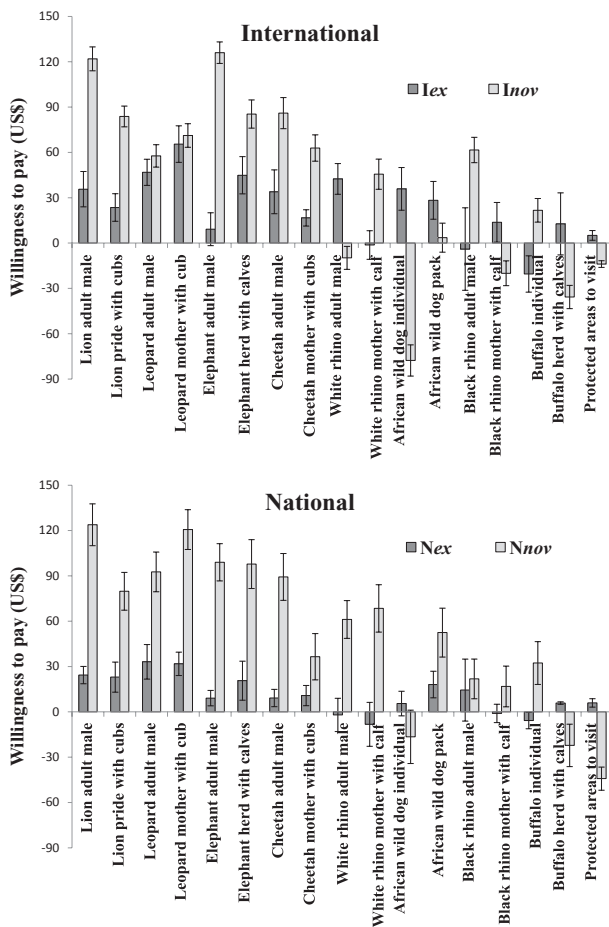 International
Iex Inov
Willingness to pay (US$)
150
120
90
60
30
0
-30
-60
-90
Lion adult male
Lion pride with cubs
Leopard adult male
Leopard mother with cub
Elephant adult male
Elephant herd with calves
Cheetah adult male
Cheetah mother with cubs
White rhino adult male
White rhino mother with calf
African wild dog individual
African wild dog pack
Black rhino adult male
Black rhino mother with calf
Buffalo individual
Buffalo herd with calves
Protected areas to visit
National
Nex Nnov
Willingness to pay (US$)
150
120
90
60
30
0
-30
-60
-90
Lion adult male
Lion pride with cubs
Leopard adult male
Leopard mother with cub
Elephant adult male
Elephant herd with calves
Cheetah adult male
Cheetah mother with cubs
White rhino adult male
White rhino mother with calf
African wild dog individual
African wild dog pack
Black rhino adult male
Black rhino mother with calf
Buffalo individual
Buffalo herd with calves
Protected areas to visit